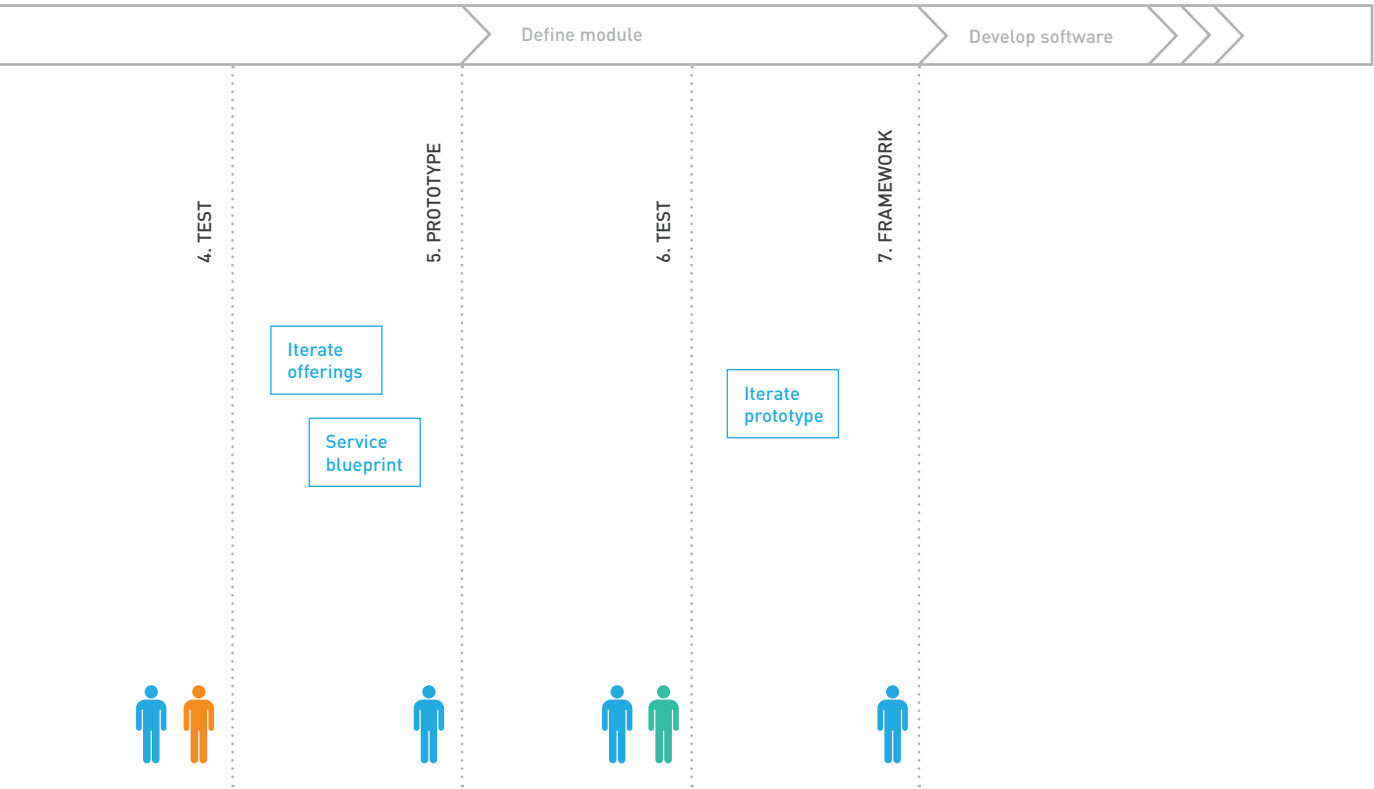 Define module
Develop software
4. TEST
5. PROTOTYPE
6. TEST
7. FRAMEWORK
Iterate
offerings
Service
blueprint
Iterate
prototype